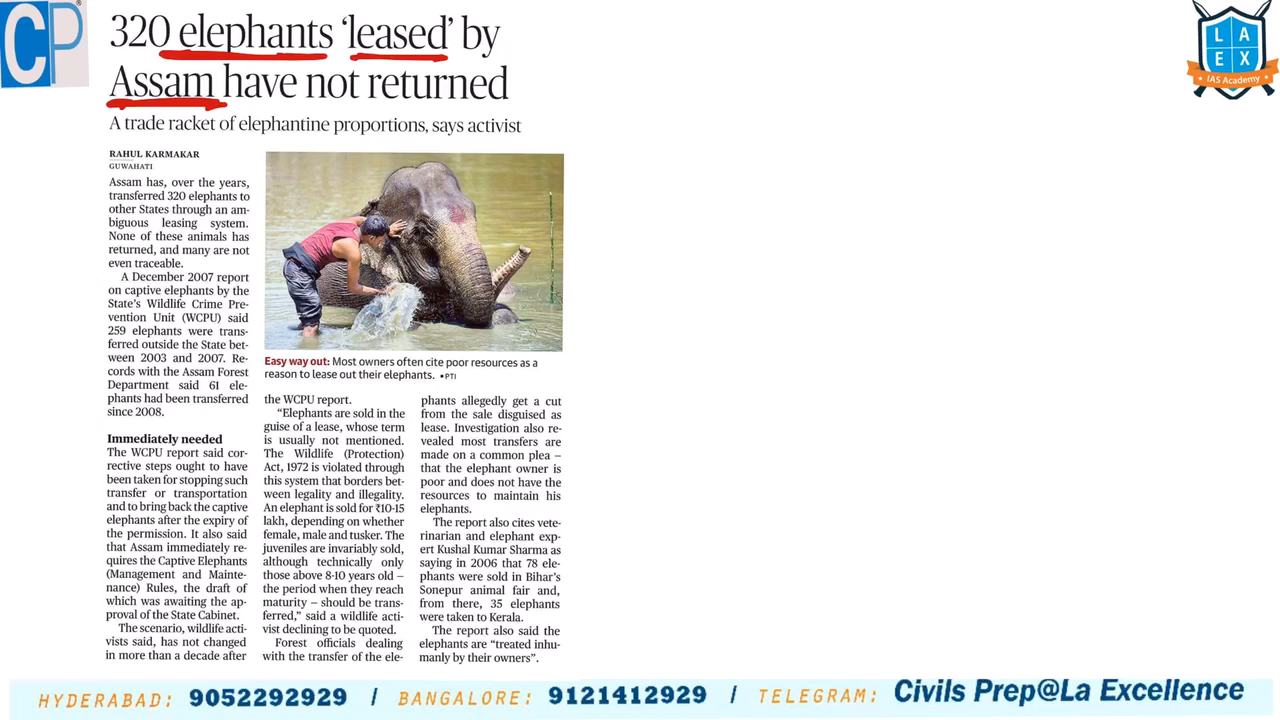 CP
320 elephants ‘leased’ by
Assam have not returned
A trade racket of elephantine proportions, says activist
L A
E X
IAS Academy
RAHUL KARMAKAR
GUWAHATI
Assam has, over the years,
transferred 320 elephants to
other States through an am-
biguous leasing system.
None of these animals has
returned, and many are not
even traceable.
A December 2007 report
on captive elephants by the
State’s Wildlife Crime Pre-
vention Unit (WCPU) said
259 elephants were trans-
ferred outside the State bet-
ween 2003 and 2007. Re-
cords with the Assam Forest
Department said 61 ele-
phants had been transferred
since 2008.
Immediately needed
The WCPU report said cor-
rective steps ought to have
been taken for stopping such
transfer or transportation
and to bring back the captive
elephants after the expiry of
the permission. It also said
that Assam immediately re-
quires the Captive Elephants
(Management and Mainte-
nance) Rules, the draft of
which was awaiting the ap-
proval of the State Cabinet.
The scenario, wildlife acti-
vists said, has not changed
in more than a decade after
Easy way out: Most owners often cite poor resources as a
reason to lease out their elephants. ▪PTI
the WCPU report.
“Elephants are sold in the
guise of a lease, whose term
is usually not mentioned.
The Wildlife (Protection)
Act, 1972 is violated through
this system that borders bet-
ween legality and illegality.
An elephant is sold for ₹10-15
lakh, depending on whether
female, male and tusker. The
juveniles are invariably sold,
although technically only
those above 8-10 years old –
the period when they reach
maturity – should be trans-
ferred,” said a wildlife acti-
vist declining to be quoted.
Forest officials dealing
with the transfer of the ele-
phants allegedly get a cut
from the sale disguised as
lease. Investigation also re-
vealed most transfers are
made on a common plea –
that the elephant owner is
poor and does not have the
resources to maintain his
elephants.
The report also cites vete-
rinarian and elephant exp-
ert Kushal Kumar Sharma as
saying in 2006 that 78 ele-
phants were sold in Bihar’s
Sonepur animal fair and,
from there, 35 elephants
were taken to Kerala.
The report also said the
elephants are “treated inhu-
manly by their owners”.
HYDERABAD: 9052292929 / BANGALORE: 9121412929 / TELEGRAM: Civils Prep@La Excellence